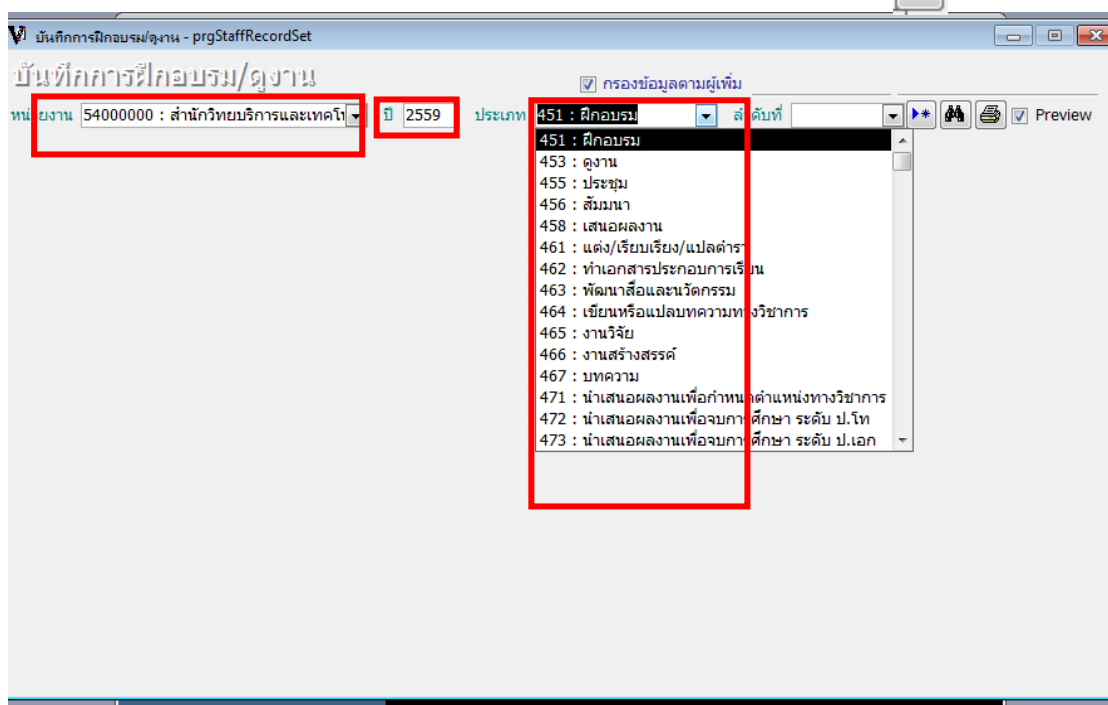 บันทึกการฝึกอบรม/ดูงาน - prgStaffRecordSet
บันทึกการฝึกอบรม/ดูงาน
กรองข้อมูลตามผู้เพิ่ม
หน่วยงาน 54000000 : สำนักวิทยบริการและเทคโน ปี 2559 ประเภท 451 : ฝึกอบรม ลำดับที่ Preview
451 : ฝึกอบรม
453 : ดูงาน
455 : ประชุม
456 : สัมมนา
458 : เสนอผลงาน
461 : แต่ง/เรียบเรียง/แปลตำรา
462 : ทำเอกสารประกอบการเรียน
463 : พัฒนาสื่อและนวัตกรรม
464 : เขียนหรือแปลบทความทางวิชาการ
465 : งานวิจัย
466 : งานสร้างสรรค์
467 : บทความ
471 : นำเสนอผลงานเพื่อกำหนดตำแหน่งทางวิชาการ
472 : นำเสนอผลงานเพื่อจบการศึกษา ระดับ ป.โท
473 : นำเสนอผลงานเพื่อจบการศึกษา ระดับ ป.เอก